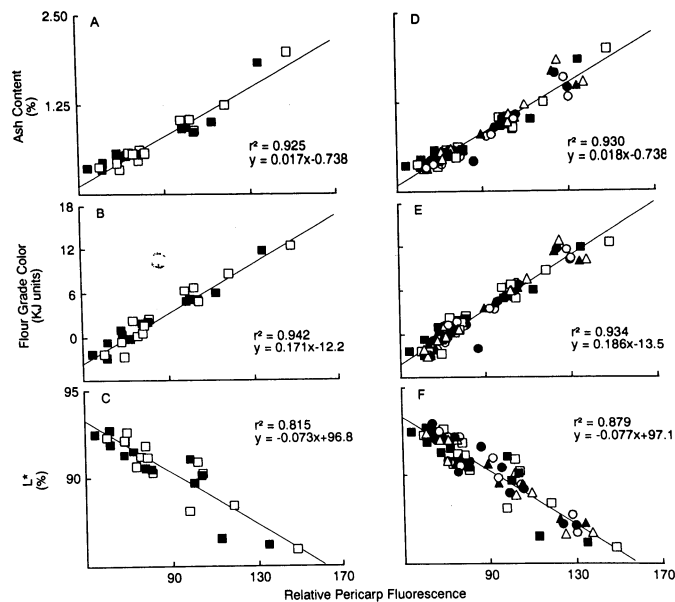 2.50
A
D
Ash Content
(%)
1.25
r² = 0.925
y = 0.017x-0.738
r² = 0.930
y = 0.018x-0.738
18
B
E
Flour Grade Color
(KJ units)
12
6
0
r² = 0.942
y = 0.171x-12.2
r² = 0.934
y = 0.186x-13.5
95
C
F
L*
(%)
90
r² = 0.815
y = -0.073x+96.8
r² = 0.879
y = -0.077x+97.1
90 130 170
90 130 170
Relative Pericarp Fluorescence